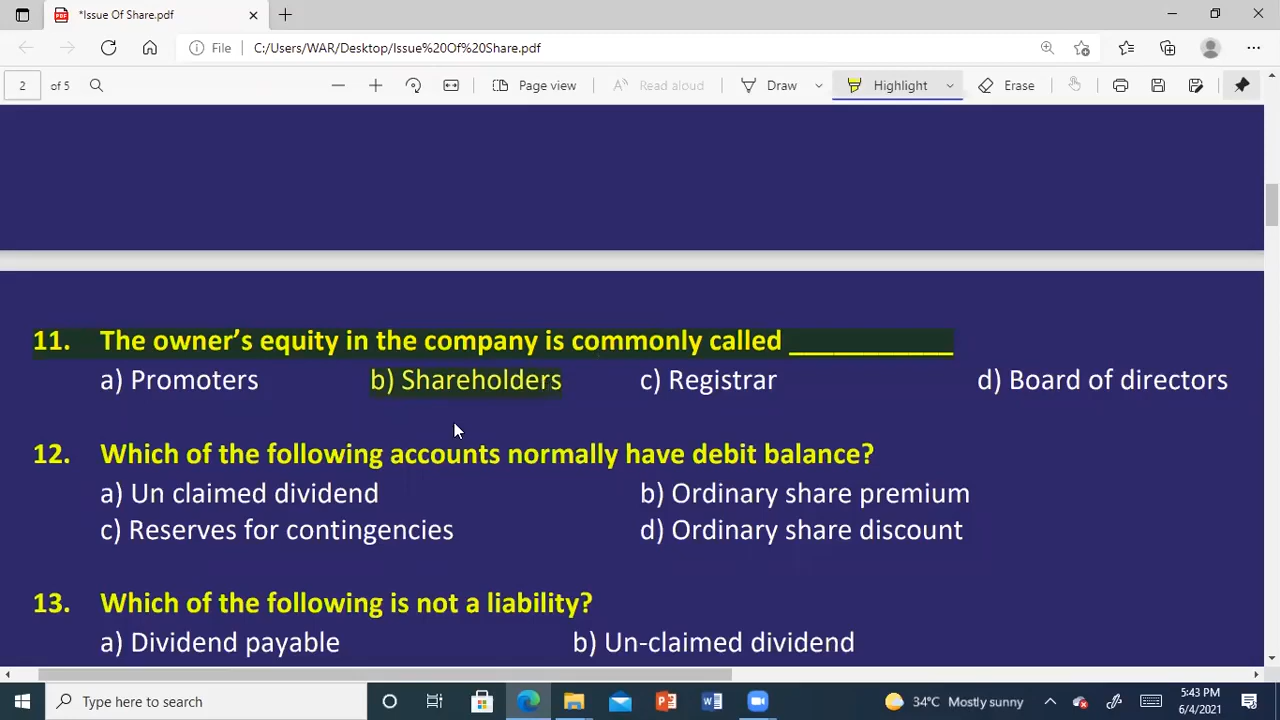 *Issue Of Share.pdf
File C:/Users/WAR/Desktop/Issue%20Of%20Share.pdf
2 of 5 Page view Read aloud Draw Highlight Erase
11. The owner's equity in the company is commonly called ___________
a) Promoters b) Shareholders c) Registrar d) Board of directors
12. Which of the following accounts normally have debit balance?
a) Un claimed dividend b) Ordinary share premium
c) Reserves for contingencies d) Ordinary share discount
13. Which of the following is not a liability?
a) Dividend payable b) Un-claimed dividend
Type here to search 34°C Mostly sunny 5:43 PM
6/4/2021